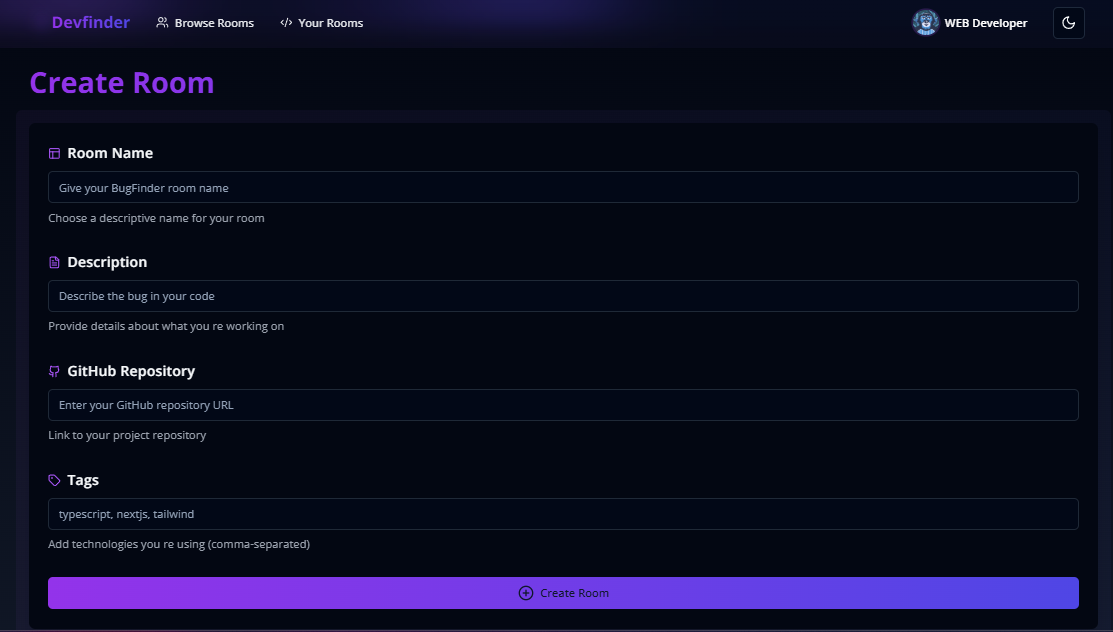 Devfinder Browse Rooms Your Rooms WEB Developer
Create Room
Room Name
Give your BugFinder room name
Choose a descriptive name for your room
Description
Describe the bug in your code
Provide details about what you re working on
GitHub Repository
Enter your GitHub repository URL
Link to your project repository
Tags
typescript, nextjs, tailwind
Add technologies you re using (comma-separated)
Create Room